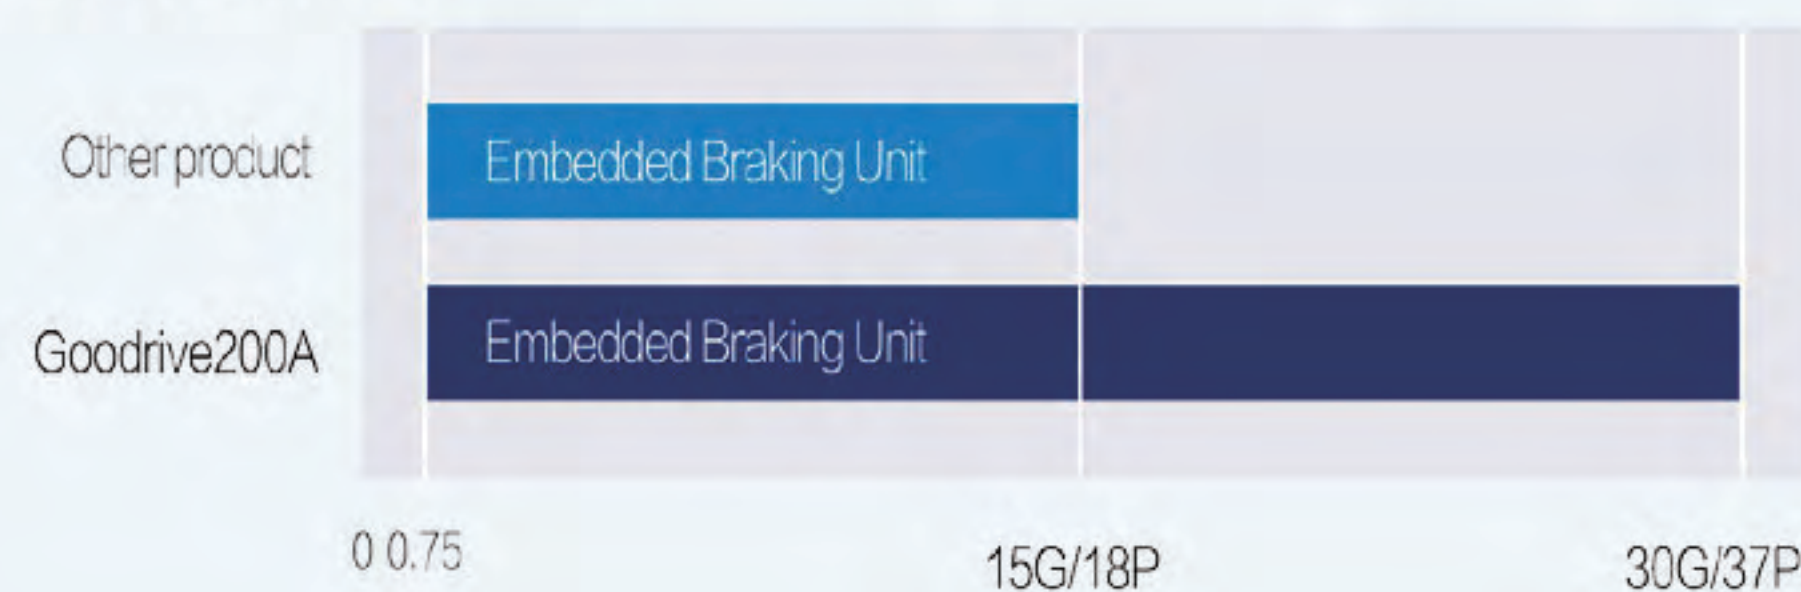 Other product
Embedded Braking Unit
Goodrive200A
Embedded Braking Unit
0 0.75
15G/18P
30G/37P